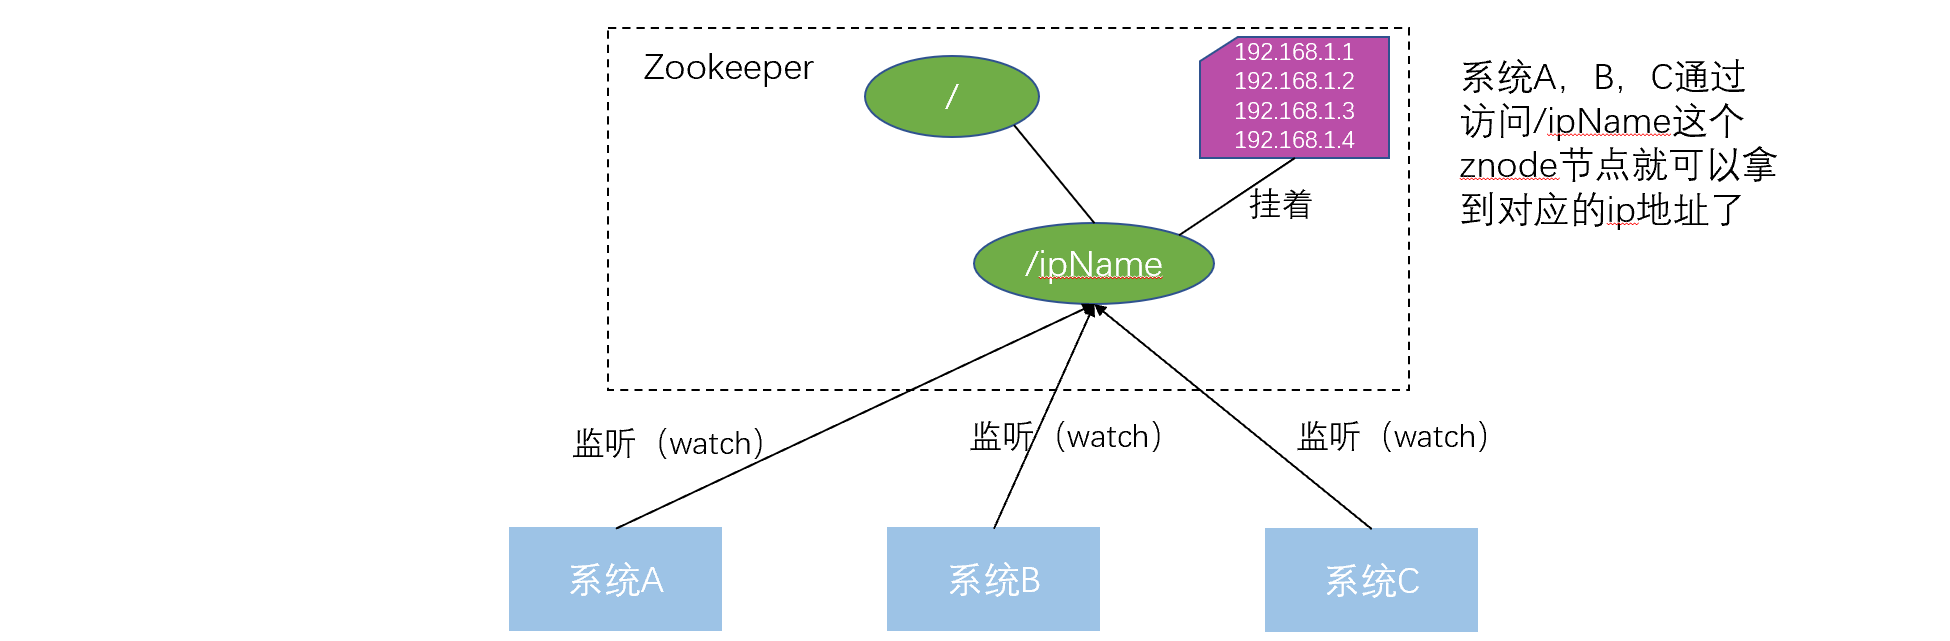 Zookeeper
/
192.168.1.1
192.168.1.2
192.168.1.3
192.168.1.4
系统A，B，C通过
访问/ipName这个
znode节点就可以拿
到对应的ip地址了
挂着
/ipName
监听（watch）
监听（watch）
监听（watch）
系统A
系统B
系统C